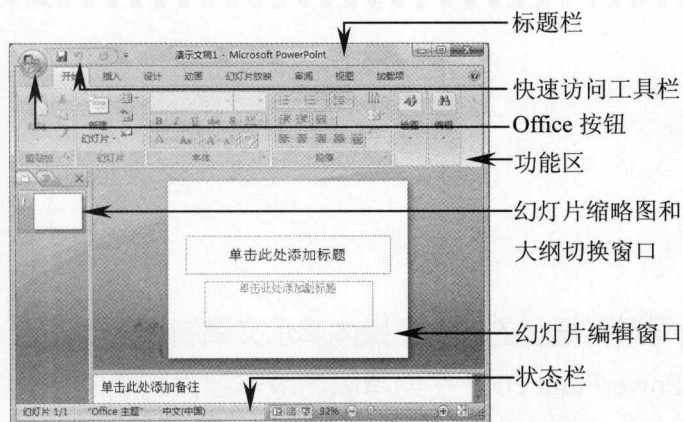 标题栏
演示文稿1 - Microsoft PowerPoint
快速访问工具栏
开始 插入 设计 动画 幻灯片放映 审阅 视图 加载项
Office 按钮
新建
幻灯片
绘图 编辑
剪贴板 幻灯片 字体 段落
功能区
幻灯片缩略图和
大纲切换窗口
单击此处添加标题
单击此处添加副标题
幻灯片编辑窗口
单击此处添加备注
状态栏
幻灯片 1/1 "Office 主题" 中文(中国) 32%